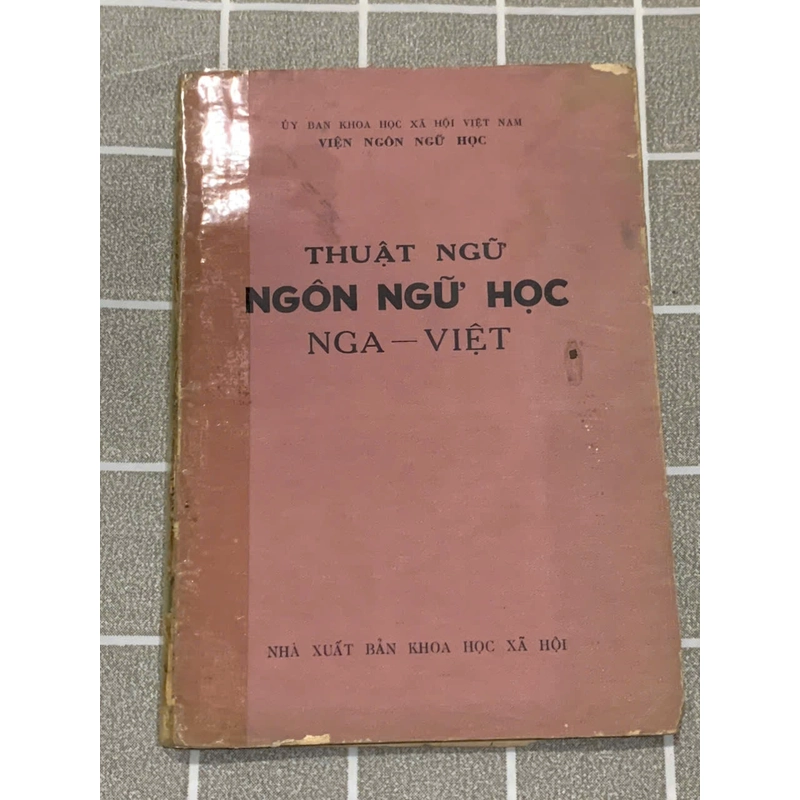 ỦY BAN KHOA HỌC XÃ HỘI VIỆT NAM
VIỆN NGÔN NGỮ HỌC
THUẬT NGỮ
NGÔN NGỮ HỌC
NGA — VIỆT
NHÀ XUẤT BẢN KHOA HỌC XÃ HỘI